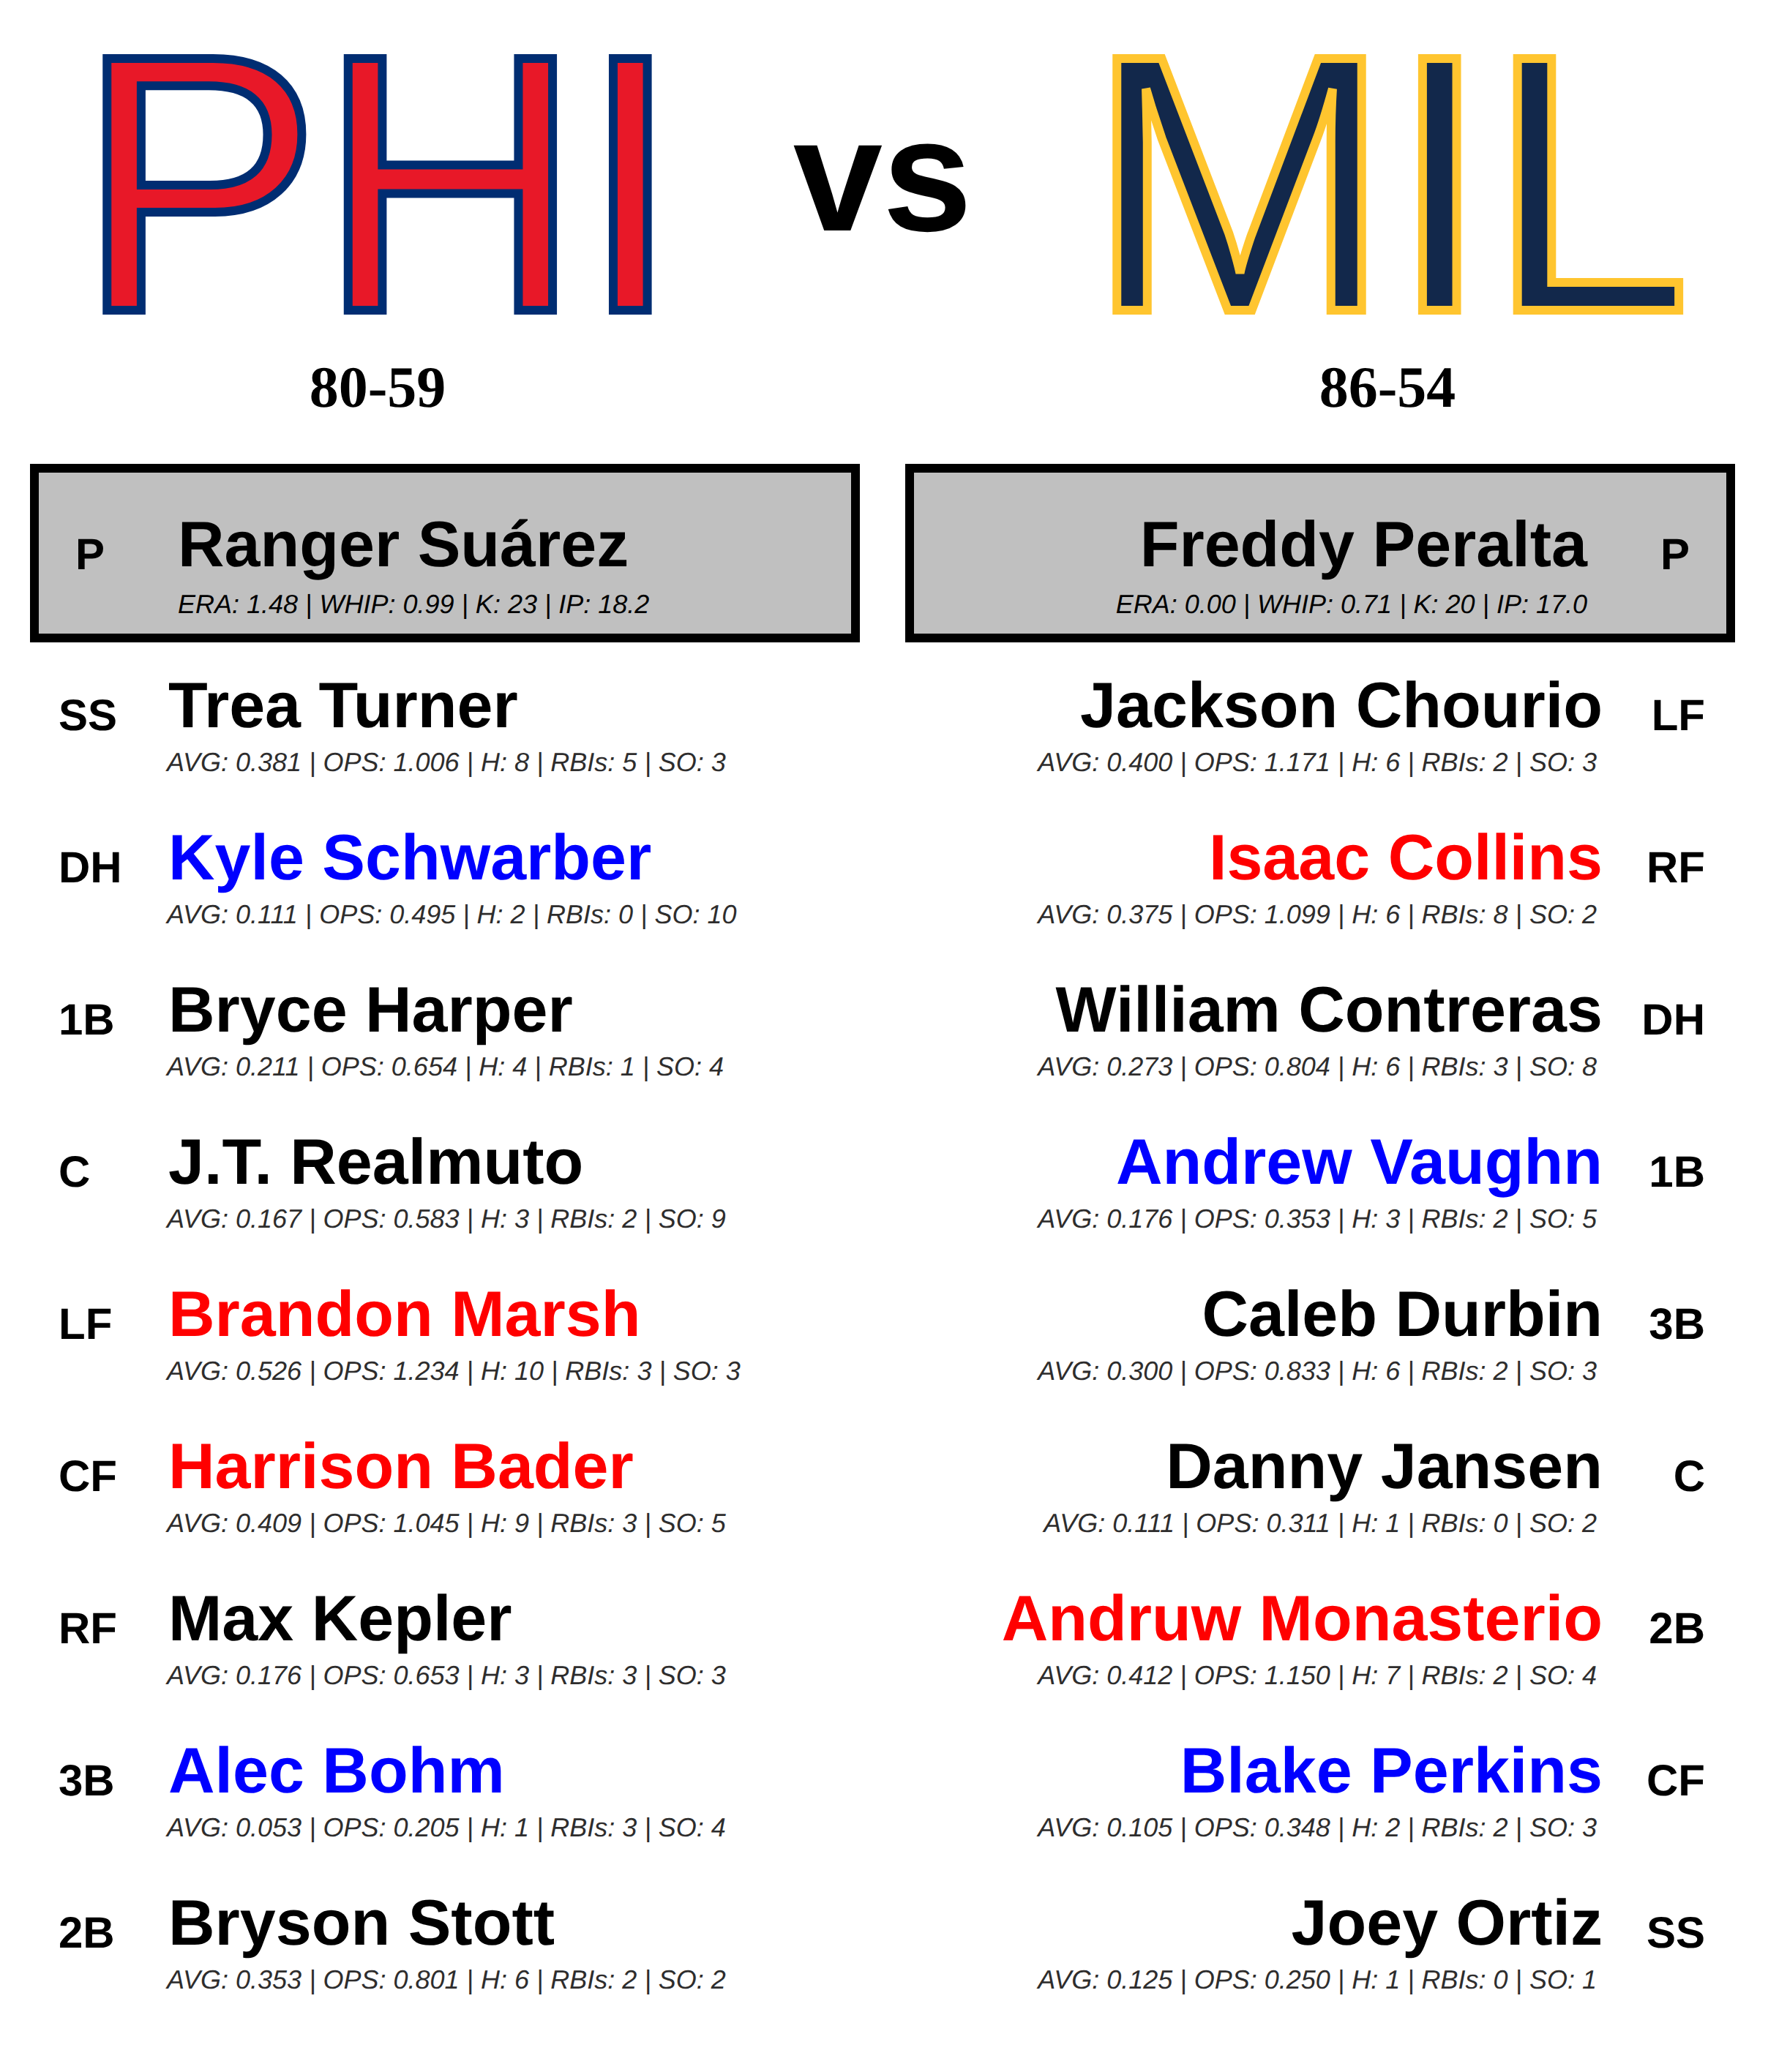 PHI vs MIL
80-59
86-54
P Ranger Suárez
ERA: 1.48 | WHIP: 0.99 | K: 23 | IP: 18.2
Freddy Peralta P
ERA: 0.00 | WHIP: 0.71 | K: 20 | IP: 17.0
SS Trea Turner
AVG: 0.381 | OPS: 1.006 | H: 8 | RBIs: 5 | SO: 3
DH Kyle Schwarber
AVG: 0.111 | OPS: 0.495 | H: 2 | RBIs: 0 | SO: 10
1B Bryce Harper
AVG: 0.211 | OPS: 0.654 | H: 4 | RBIs: 1 | SO: 4
C J.T. Realmuto
AVG: 0.167 | OPS: 0.583 | H: 3 | RBIs: 2 | SO: 9
LF Brandon Marsh
AVG: 0.526 | OPS: 1.234 | H: 10 | RBIs: 3 | SO: 3
CF Harrison Bader
AVG: 0.409 | OPS: 1.045 | H: 9 | RBIs: 3 | SO: 5
RF Max Kepler
AVG: 0.176 | OPS: 0.653 | H: 3 | RBIs: 3 | SO: 3
3B Alec Bohm
AVG: 0.053 | OPS: 0.205 | H: 1 | RBIs: 3 | SO: 4
2B Bryson Stott
AVG: 0.353 | OPS: 0.801 | H: 6 | RBIs: 2 | SO: 2
Jackson Chourio LF
AVG: 0.400 | OPS: 1.171 | H: 6 | RBIs: 2 | SO: 3
Isaac Collins RF
AVG: 0.375 | OPS: 1.099 | H: 6 | RBIs: 8 | SO: 2
William Contreras DH
AVG: 0.273 | OPS: 0.804 | H: 6 | RBIs: 3 | SO: 8
Andrew Vaughn 1B
AVG: 0.176 | OPS: 0.353 | H: 3 | RBIs: 2 | SO: 5
Caleb Durbin 3B
AVG: 0.300 | OPS: 0.833 | H: 6 | RBIs: 2 | SO: 3
Danny Jansen C
AVG: 0.111 | OPS: 0.311 | H: 1 | RBIs: 0 | SO: 2
Andruw Monasterio 2B
AVG: 0.412 | OPS: 1.150 | H: 7 | RBIs: 2 | SO: 4
Blake Perkins CF
AVG: 0.105 | OPS: 0.348 | H: 2 | RBIs: 2 | SO: 3
Joey Ortiz SS
AVG: 0.125 | OPS: 0.250 | H: 1 | RBIs: 0 | SO: 1